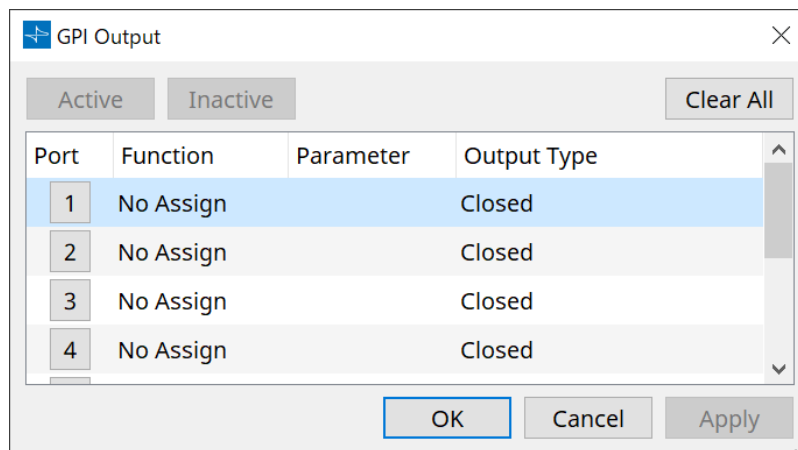 GPI Output
Active Inactive Clear All
Port Function Parameter Output Type
1 No Assign Closed
2 No Assign Closed
3 No Assign Closed
4 No Assign Closed
OK Cancel Apply